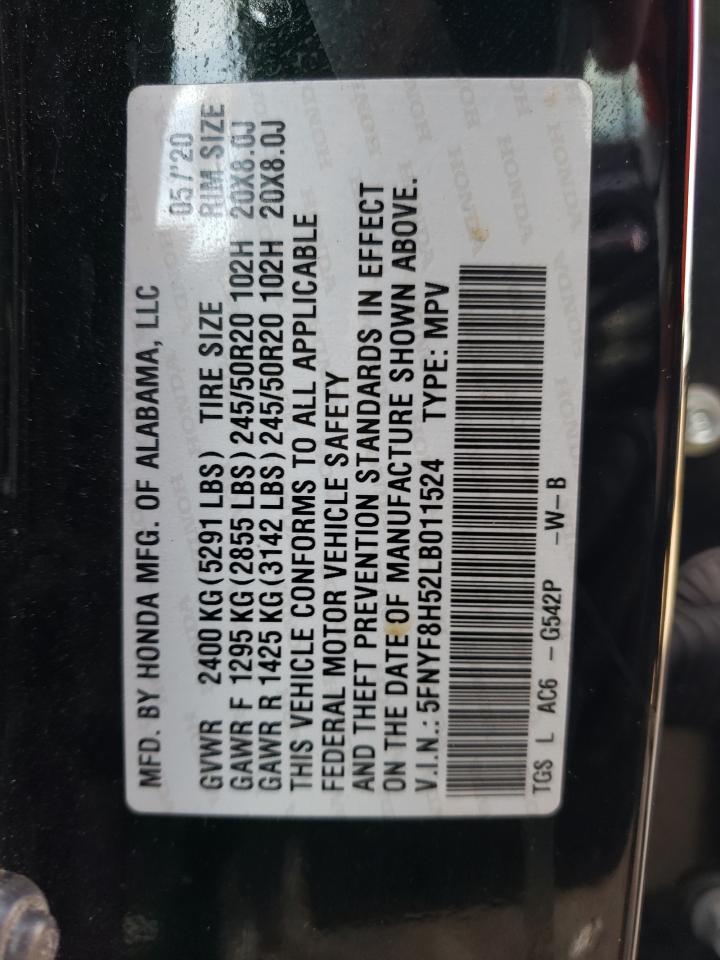 MFD. BY HONDA MFG. OF ALABAMA, LLC 05/'20
GVWR 2400 KG (5291 LBS) TIRE SIZE RIM SIZE
GAWR F 1295 KG (2855 LBS) 245/50R20 102H 20X8.0J
GAWR R 1425 KG (3142 LBS) 245/50R20 102H 20X8.0J
THIS VEHICLE CONFORMS TO ALL APPLICABLE
FEDERAL MOTOR VEHICLE SAFETY
AND THEFT PREVENTION STANDARDS IN EFFECT
ON THE DATE OF MANUFACTURE SHOWN ABOVE.
V.I.N.: 5FNYF8H52LB011524 TYPE: MPV
TGS L AC6 - G542P -W-B